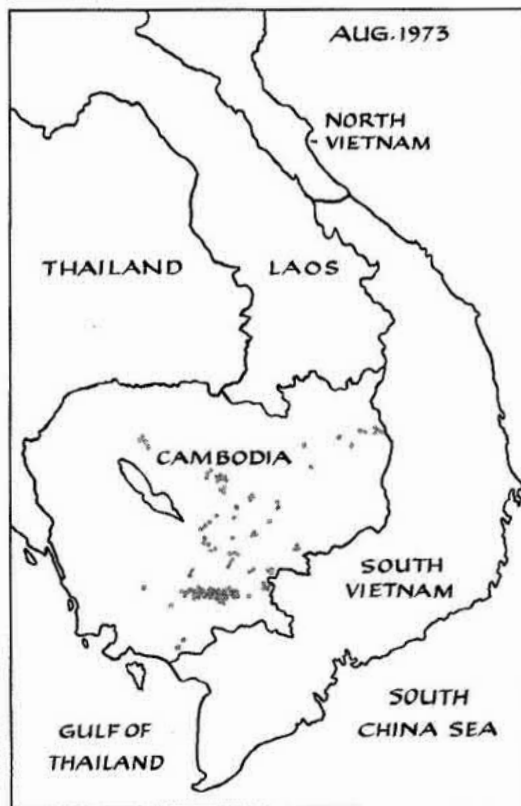 AUG. 1973
NORTH
VIETNAM
THAILAND
LAOS
CAMBODIA
SOUTH
VIETNAM
SOUTH
CHINA SEA
GULF OF
THAILAND